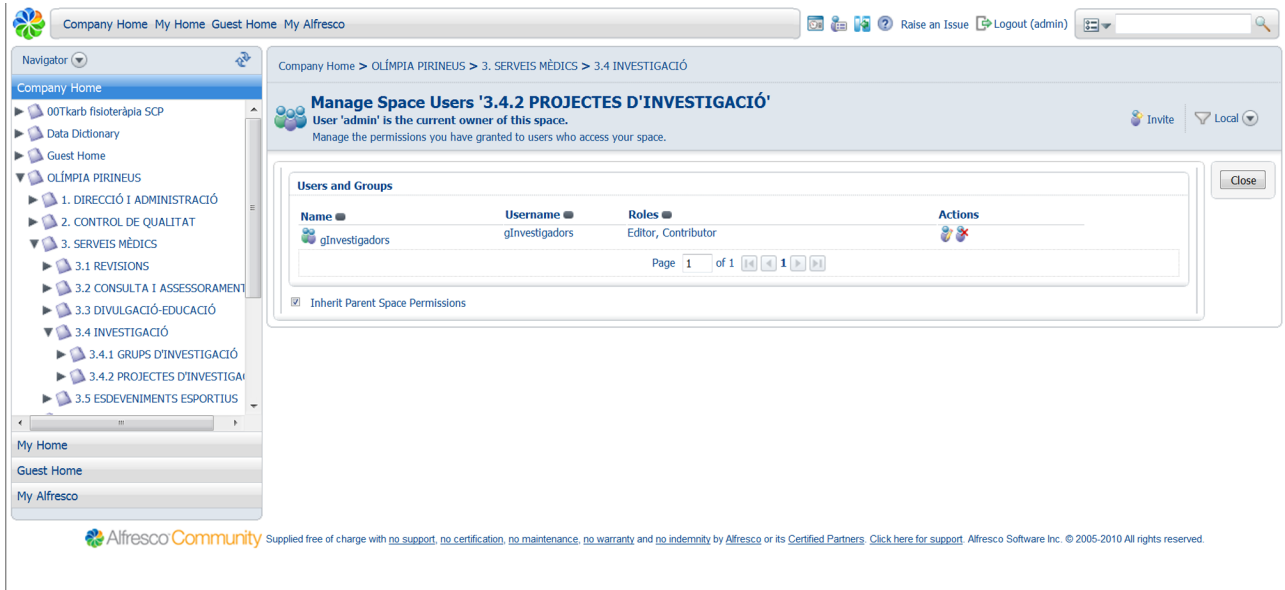 Company Home My Home Guest Home My Alfresco
Raise an Issue Logout (admin)
Navigator
Company Home
00Tkarb fisioteràpia SCP
Data Dictionary
Guest Home
OLÍMPIA PIRINEUS
1. DIRECCIÓ I ADMINISTRACIÓ
2. CONTROL DE QUALITAT
3. SERVEIS MÈDICS
3.1 REVISIONS
3.2 CONSULTA I ASSESSORAMENT
3.3 DIVULGACIÓ-EDUCACIÓ
3.4 INVESTIGACIÓ
3.4.1 GRUPS D'INVESTIGACIÓ
3.4.2 PROJECTES D'INVESTIGA
3.5 ESDEVENIMENTS ESPORTIUS
My Home
Guest Home
My Alfresco
Company Home > OLÍMPIA PIRINEUS > 3. SERVEIS MÈDICS > 3.4 INVESTIGACIÓ
Manage Space Users '3.4.2 PROJECTES D'INVESTIGACIÓ'
User 'admin' is the current owner of this space.
Manage the permissions you have granted to users who access your space.
Invite Local
Close
Users and Groups
Name Username Roles Actions
gInvestigadors gInvestigadors Editor, Contributor
Page 1 of 1 1
Inherit Parent Space Permissions
Alfresco Community Supplied free of charge with no support, no certification, no maintenance, no warranty and no indemnity by Alfresco or its Certified Partners. Click here for support. Alfresco Software Inc. © 2005-2010 All rights reserved.